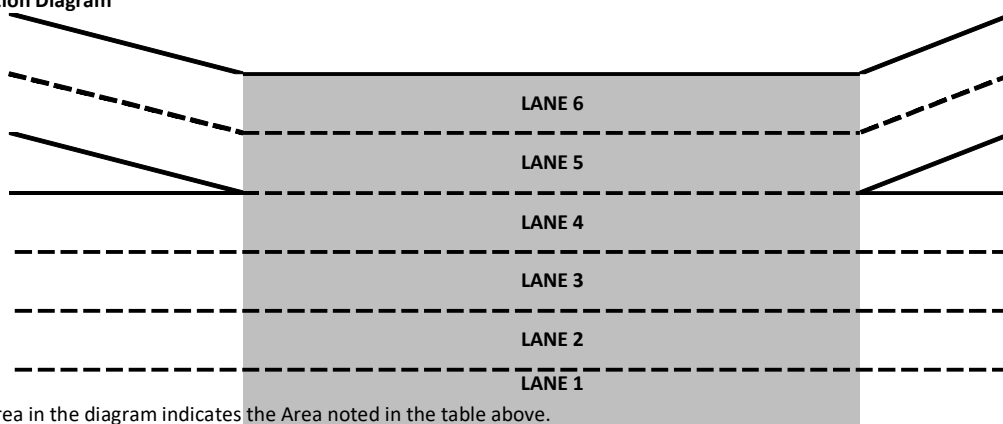 tion Diagram
LANE 6
LANE 5
LANE 4
LANE 3
LANE 2
LANE 1
rea in the diagram indicates the Area noted in the table above.